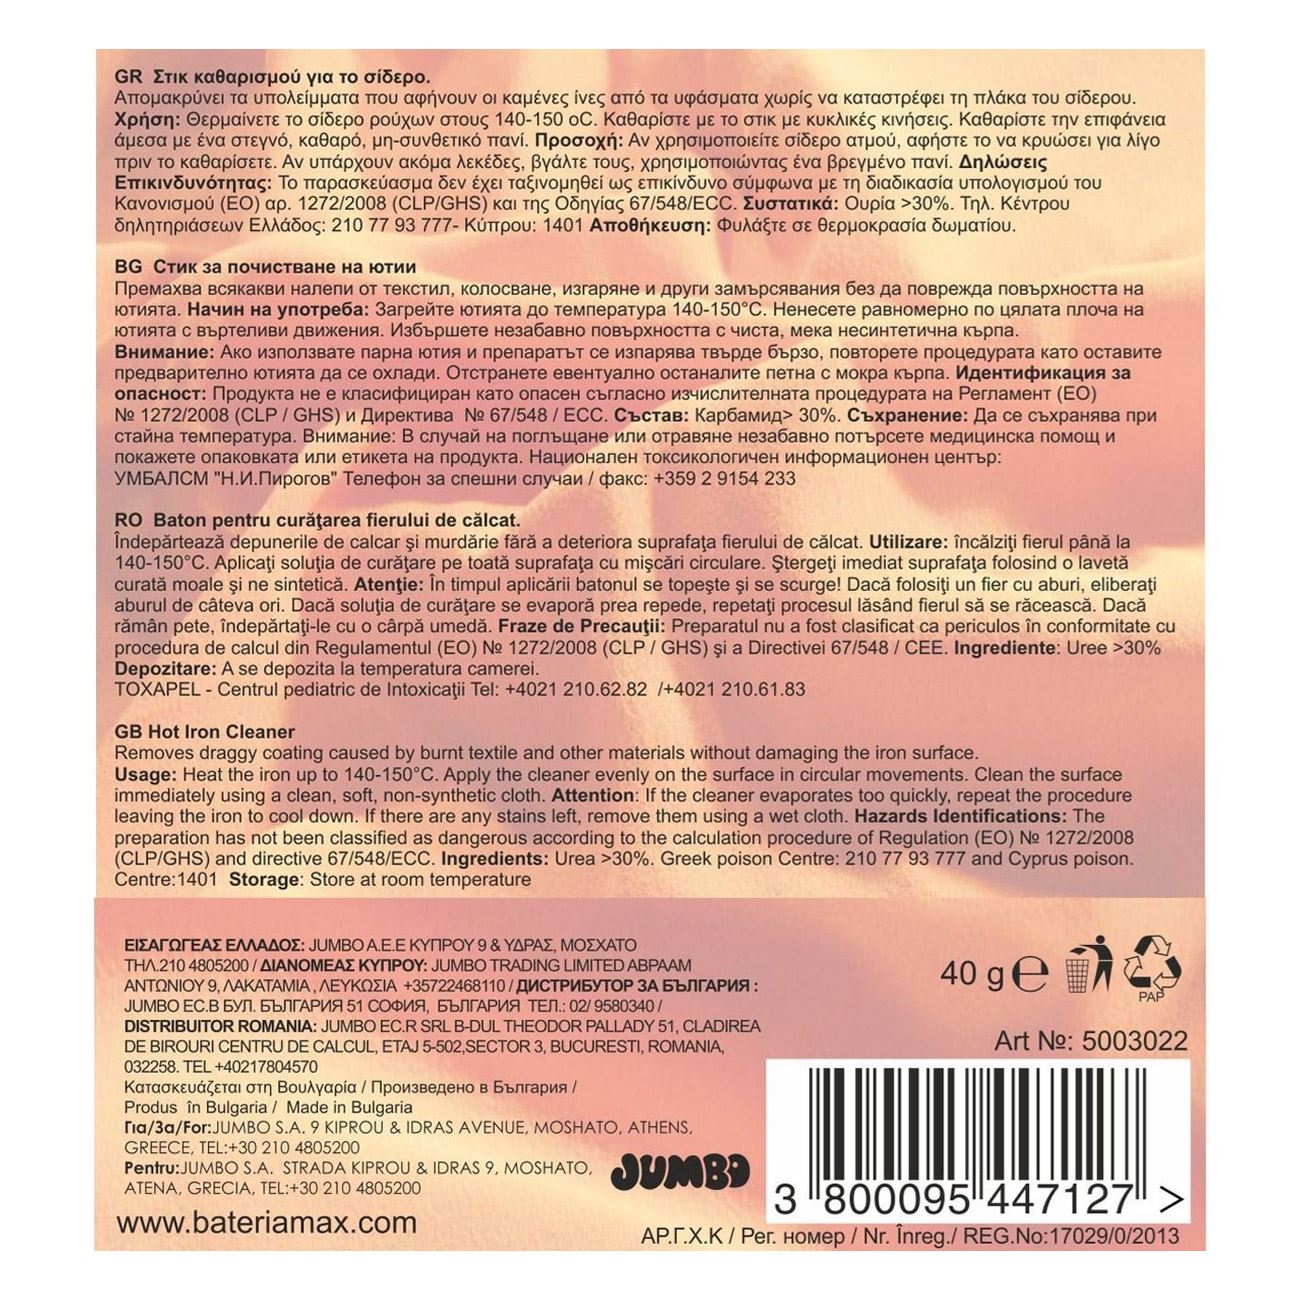 GR Στικ καθαρισμού για το σίδερο.
Απομακρύνει τα υπολείμματα που αφήνουν οι καμένες ίνες από τα υφάσματα χωρίς να καταστρέφει τη πλάκα του σίδερου.
Χρήση: Θερμαίνετε το σίδερο ρούχων στους 140-150 οC. Καθαρίστε με το στικ με κυκλικές κινήσεις. Καθαρίστε την επιφάνεια
άμεσα με ένα στεγνό, καθαρό, μη-συνθετικό πανί. Προσοχή: Αν χρησιμοποιείτε σίδερο ατμού, αφήστε το να κρυώσει για λίγο
πριν το καθαρίσετε. Αν υπάρχουν ακόμα λεκέδες, βγάλτε τους, χρησιμοποιώντας ένα βρεγμένο πανί. Δηλώσεις
Επικινδυνότητας: Το παρασκεύασμα δεν έχει ταξινομηθεί ως επικίνδυνο σύμφωνα με τη διαδικασία υπολογισμού του
Κανονισμού (ΕΟ) αρ. 1272/2008 (CLP/GHS) και της Οδηγίας 67/548/ECC. Συστατικά: Ουρία >30%. Τηλ. Κέντρου
δηλητηριάσεων Ελλάδος: 210 77 93 777- Κύπρου: 1401 Αποθήκευση: Φυλάξτε σε θερμοκρασία δωματίου.
BG Стик за почистване на ютии
Премахва всякакви налепи от текстил, колосване, изгаряне и други замърсявания без да поврежда повърхността на
ютията. Начин на употреба: Загрейте ютията до температура 140-150°C. Ненесете равномерно по цялата плоча на
ютията с въртеливи движения. Избършете незабавно повърхността с чиста, мека несинтетична кърпа.
Внимание: Ако използвате парна ютия и препаратът се изпарява твърде бързо, повторете процедурата като оставите
предварително ютията да се охлади. Отстранете евентуално останалите петна с мокра кърпа. Идентификация за
опасност: Продукта не е класифициран като опасен съгласно изчислителната процедурата на Регламент (ЕО)
№ 1272/2008 (CLP / GHS) и Директива № 67/548 / ECC. Състав: Карбамид> 30%. Съхранение: Да се съхранява при
стайна температура. Внимание: В случай на поглъщане или отравяне незабавно потърсете медицинска помощ и
покажете опаковката или етикета на продукта. Национален токсикологичен информационен център:
УМБАЛСМ "Н.И.Пирогов" Телефон за спешни случаи / факс: +359 2 9154 233
RO Baton pentru curăţarea fierului de călcat.
Îndepărtează depunerile de calcar şi murdărie fără a deteriora suprafaţa fierului de călcat. Utilizare: încălziţi fierul până la
140-150°C. Aplicaţi soluţia de curăţare pe toată suprafaţa cu mişcări circulare. Ştergeţi imediat suprafaţa folosind o lavetă
curată moale şi ne sintetică. Atenţie: În timpul aplicării batonul se topeşte şi se scurge! Dacă folosiţi un fier cu aburi, eliberaţi
aburul de câteva ori. Dacă soluţia de curăţare se evaporă prea repede, repetaţi procesul lăsând fierul să se răcească. Dacă
rămân pete, îndepărtaţi-le cu o cârpă umedă. Fraze de Precauţii: Preparatul nu a fost clasificat ca periculos în conformitate cu
procedura de calcul din Regulamentul (EO) № 1272/2008 (CLP / GHS) şi a Directivei 67/548 / CEE. Ingrediente: Uree >30%
Depozitare: A se depozita la temperatura camerei.
TOXAPEL - Centrul pediatric de Intoxicaţii Tel: +4021 210.62.82 /+4021 210.61.83
GB Hot Iron Cleaner
Removes draggy coating caused by burnt textile and other materials without damaging the iron surface.
Usage: Heat the iron up to 140-150°C. Apply the cleaner evenly on the surface in circular movements. Clean the surface
immediately using a clean, soft, non-synthetic cloth. Attention: If the cleaner evaporates too quickly, repeat the procedure
leaving the iron to cool down. If there are any stains left, remove them using a wet cloth. Hazards Identifications: The
preparation has not been classified as dangerous according to the calculation procedure of Regulation (EO) № 1272/2008
(CLP/GHS) and directive 67/548/ECC. Ingredients: Urea >30%. Greek poison Centre: 210 77 93 777 and Cyprus poison.
Centre:1401 Storage: Store at room temperature
ΕΙΣΑΓΩΓΕΑΣ ΕΛΛΑΔΟΣ: JUMBO A.E.E ΚΥΠΡΟΥ 9 & ΥΔΡΑΣ, ΜΟΣΧΑΤΟ
ΤΗΛ.210 4805200 / ΔΙΑΝΟΜΕΑΣ ΚΥΠΡΟΥ: JUMBO TRADING LIMITED ΑΒΡΑΑΜ
ΑΝΤΩΝΙΟΥ 9, ΛΑΚΑΤΑΜΙΑ , ΛΕΥΚΩΣΙΑ +35722468110 / ДИСТРИБУТОР ЗА БЪЛГАРИЯ :
JUMBO EC.B БУЛ. БЪЛГАРИЯ 51 СОФИЯ, БЪЛГАРИЯ ТЕЛ.: 02/ 9580340 /
DISTRIBUITOR ROMANIA: JUMBO EC.R SRL B-DUL THEODOR PALLADY 51, CLADIREA
DE BIROURI CENTRU DE CALCUL, ETAJ 5-502,SECTOR 3, BUCURESTI, ROMANIA,
032258. TEL +40217804570
Κατασκευάζεται στη Βουλγαρία / Произведено в България /
Produs în Bulgaria / Made in Bulgaria
Για/За/For:JUMBO S.A. 9 KIPROU & IDRAS AVENUE, MOSHATO, ATHENS,
GREECE, TEL:+30 210 4805200
Pentru:JUMBO S.A. STRADA KIPROU & IDRAS 9, MOSHATO,
ATENA, GRECIA, TEL:+30 210 4805200
JUMBO
www.bateriamax.com
40 g ℮
PAP
Art №: 5003022
3 800095 447127 >
ΑΡ.Γ.Χ.Κ / Рег. номер / Nr. Înreg./ REG.No:17029/0/2013